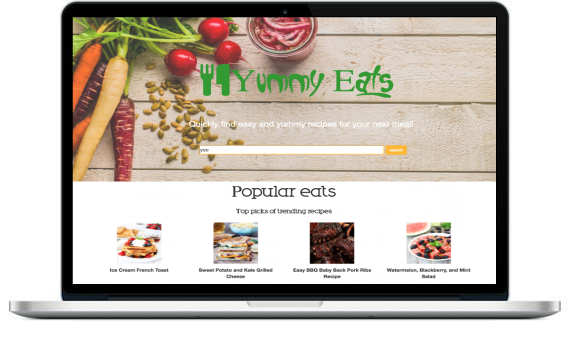 Yummy Eats
Quickly find easy and yummy recipes for your next meal!
you
search
Popular eats
Top picks of trending recipes
Ice Cream French Toast
Sweet Potato and Kale Grilled
Cheese
Easy BBQ Baby Back Pork Ribs
Recipe
Watermelon, Blackberry, and Mint
Salad